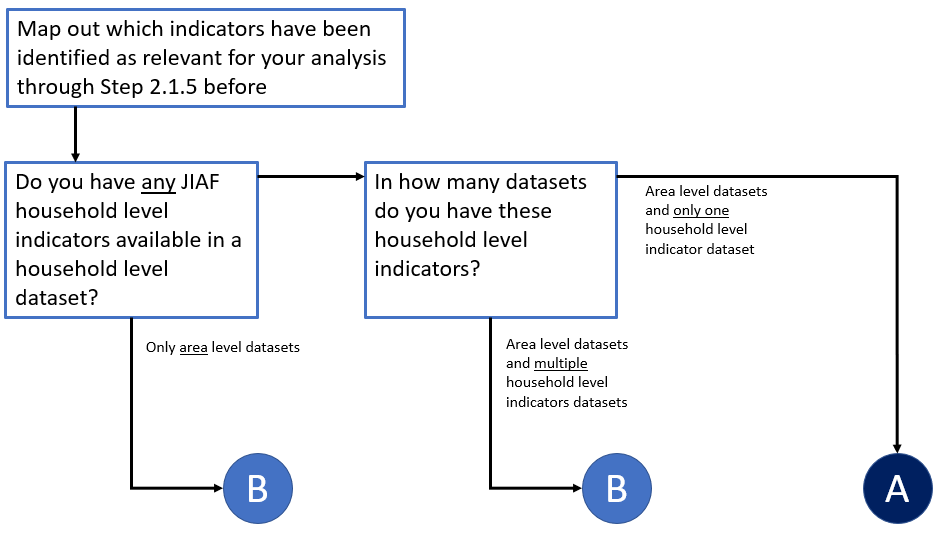 Map out which indicators have been
identified as relevant for your analysis
through Step 2.1.5 before
Do you have any JIAF
household level
indicators available in a
household level
dataset?
In how many datasets
do you have these
household level
indicators?
Area level datasets
and only one
household level
indicator dataset
Only area level datasets
Area level datasets
and multiple
household level
indicators datasets
B
B
A